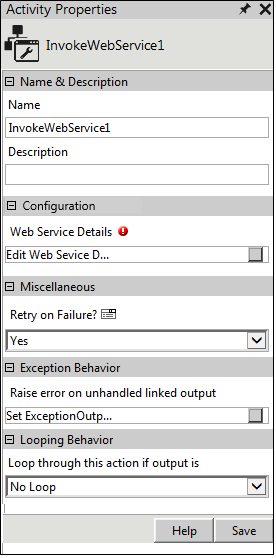 Activity Properties
InvokeWebService1
Name & Description
Name
InvokeWebService1
Description
Configuration
Web Service Details
Edit Web Sevice D...
Miscellaneous
Retry on Failure?
Yes
Exception Behavior
Raise error on unhandled linked output
Set ExceptionOutp...
Looping Behavior
Loop through this action if output is
No Loop
Help Save